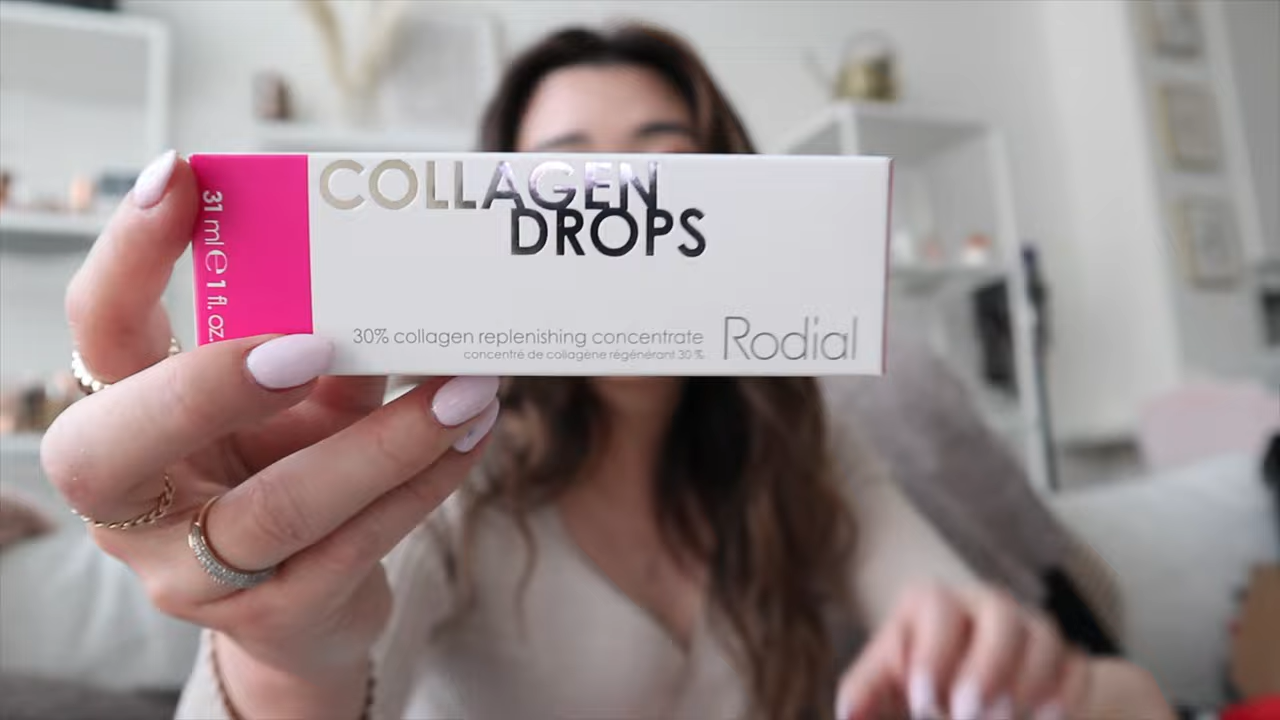 COLLAGEN
DROPS
30% collagen replenishing concentrate
concentré de collagène régénérant 30 %
Rodial
31 ml ℮ 1 fl. oz.